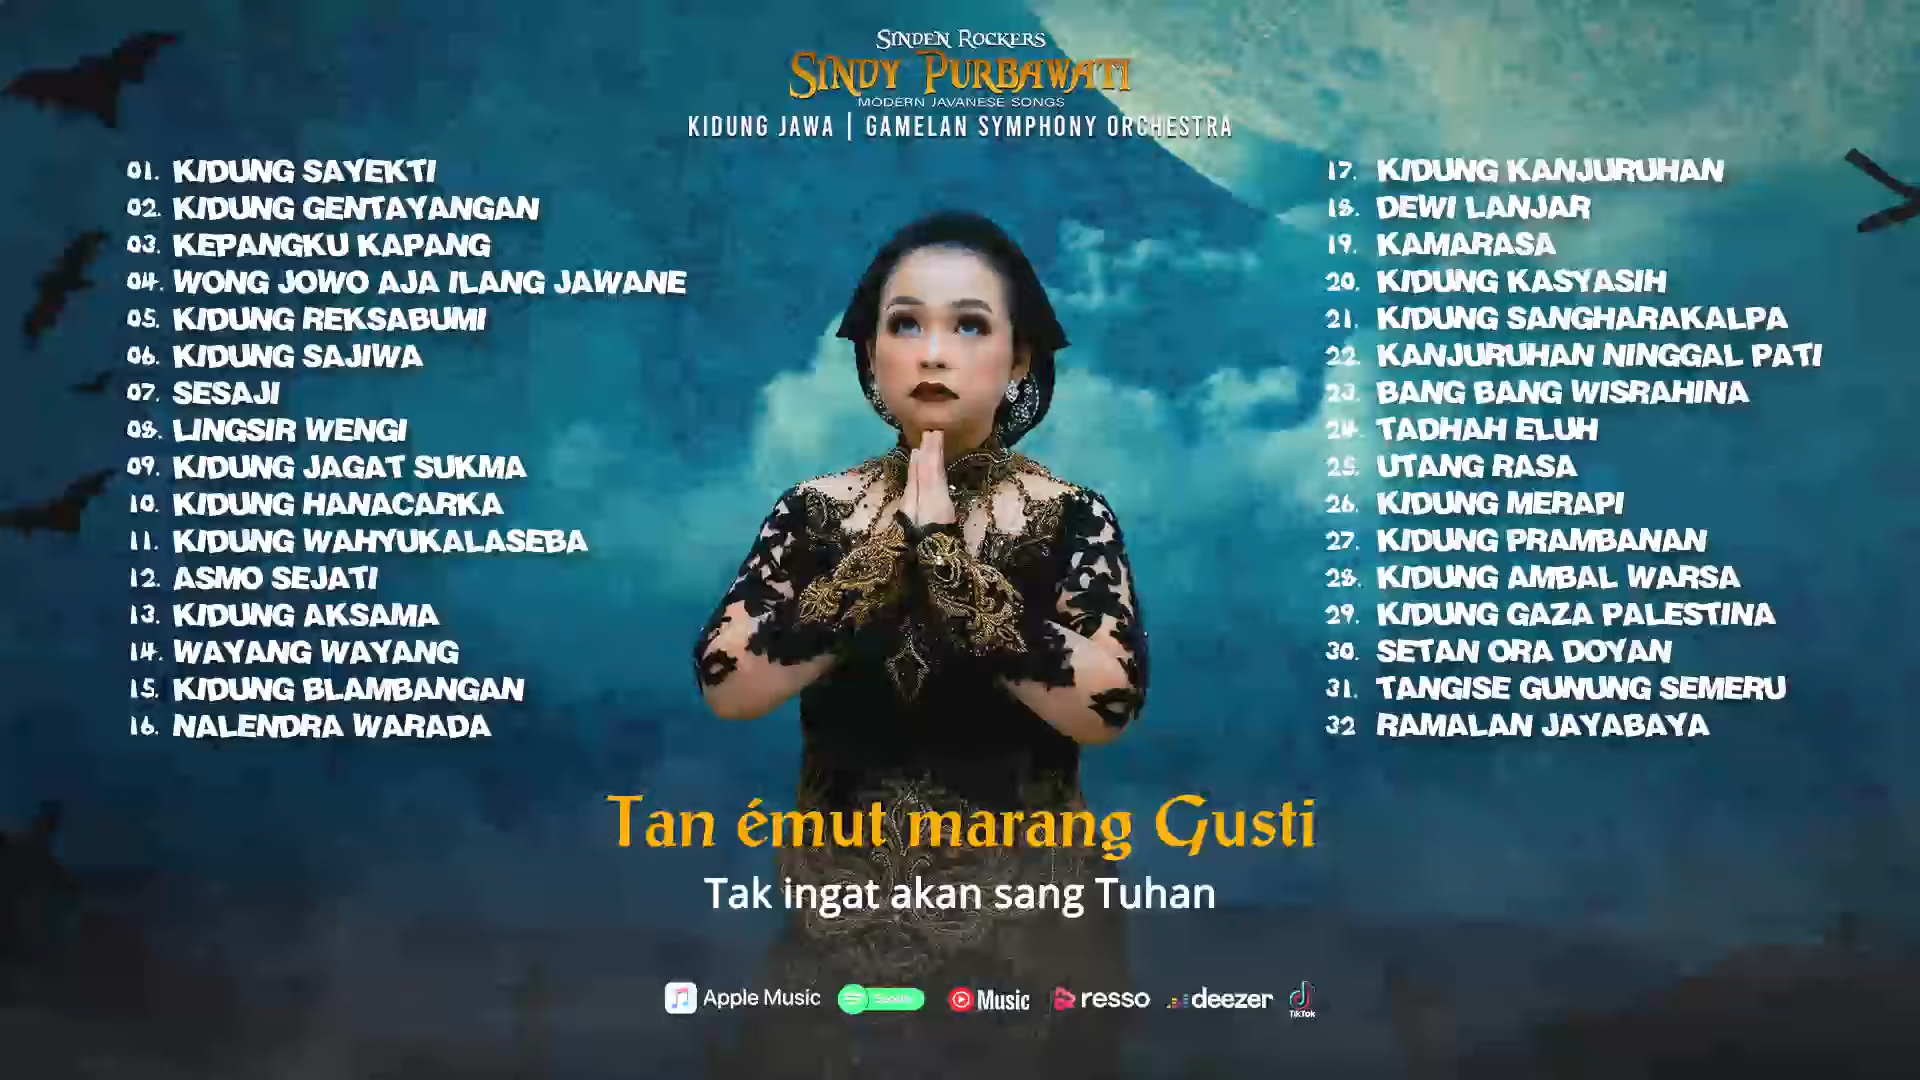 SINDEN ROCKERS
SINDY PURBAWATI
MODERN JAVANESE SONGS
KIDUNG JAWA | GAMELAN SYMPHONY ORCHESTRA
01. KIDUNG SAYEKTI
02. KIDUNG GENTAYANGAN
03. KEPANGKU KAPANG
04. WONG JOWO AJA ILANG JAWANE
05. KIDUNG REKSABUMI
06. KIDUNG SAJIWA
07. SESAJI
08. LINGSIR WENGI
09. KIDUNG JAGAT SUKMA
10. KIDUNG HANACARKA
11. KIDUNG WAHYUKALASEBA
12. ASMO SEJATI
13. KIDUNG AKSAMA
14. WAYANG WAYANG
15. KIDUNG BLAMBANGAN
16. NALENDRA WARADA
17. KIDUNG KANJURUHAN
18. DEWI LANJAR
19. KAMARASA
20. KIDUNG KASYASIH
21. KIDUNG SANGHARAKALPA
22. KANJURUHAN NINGGAL PATI
23. BANG BANG WISRAHINA
24. TADHAH ELUH
25. UTANG RASA
26. KIDUNG MERAPI
27. KIDUNG PRAMBANAN
28. KIDUNG AMBAL WARSA
29. KIDUNG GAZA PALESTINA
30. SETAN ORA DOYAN
31. TANGISE GUNUNG SEMERU
32 RAMALAN JAYABAYA
Tan émut marang Gusti
Tak ingat akan sang Tuhan
Apple Music Spotify Music resso deezer TikTok